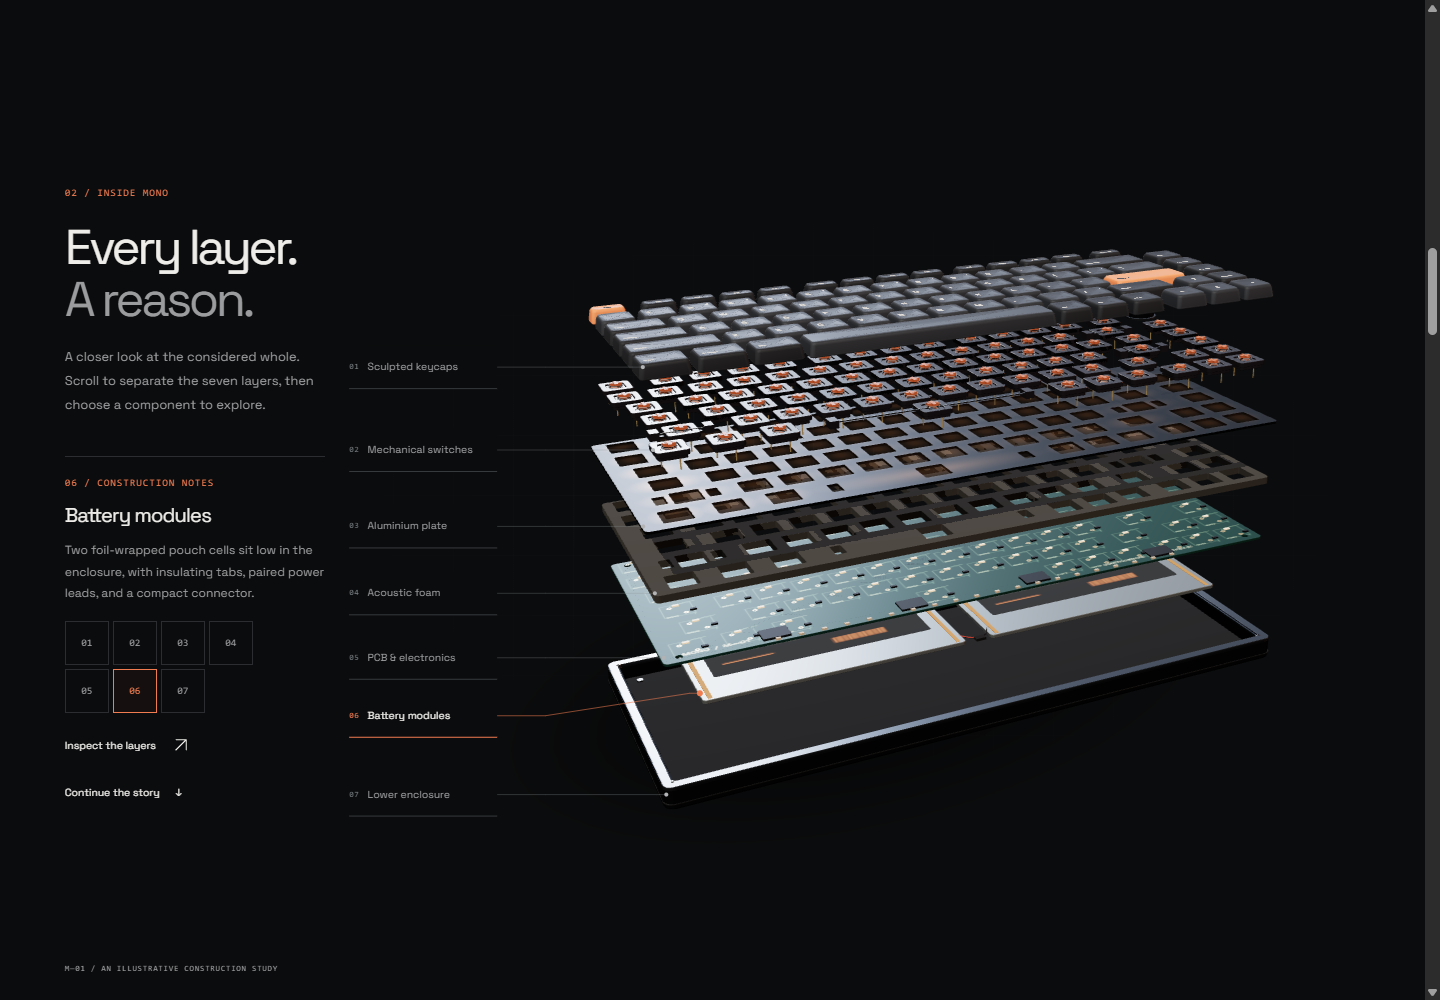 02 / INSIDE MONO
Every layer.
A reason.
A closer look at the considered whole.
Scroll to separate the seven layers, then
choose a component to explore.
06 / CONSTRUCTION NOTES
Battery modules
Two foil-wrapped pouch cells sit low in the
enclosure, with insulating tabs, paired power
leads, and a compact connector.
01 02 03 04
05 06 07
Inspect the layers
Continue the story ↓
01 Sculpted keycaps
02 Mechanical switches
03 Aluminium plate
04 Acoustic foam
05 PCB & electronics
06 Battery modules
07 Lower enclosure
M—01 / AN ILLUSTRATIVE CONSTRUCTION STUDY